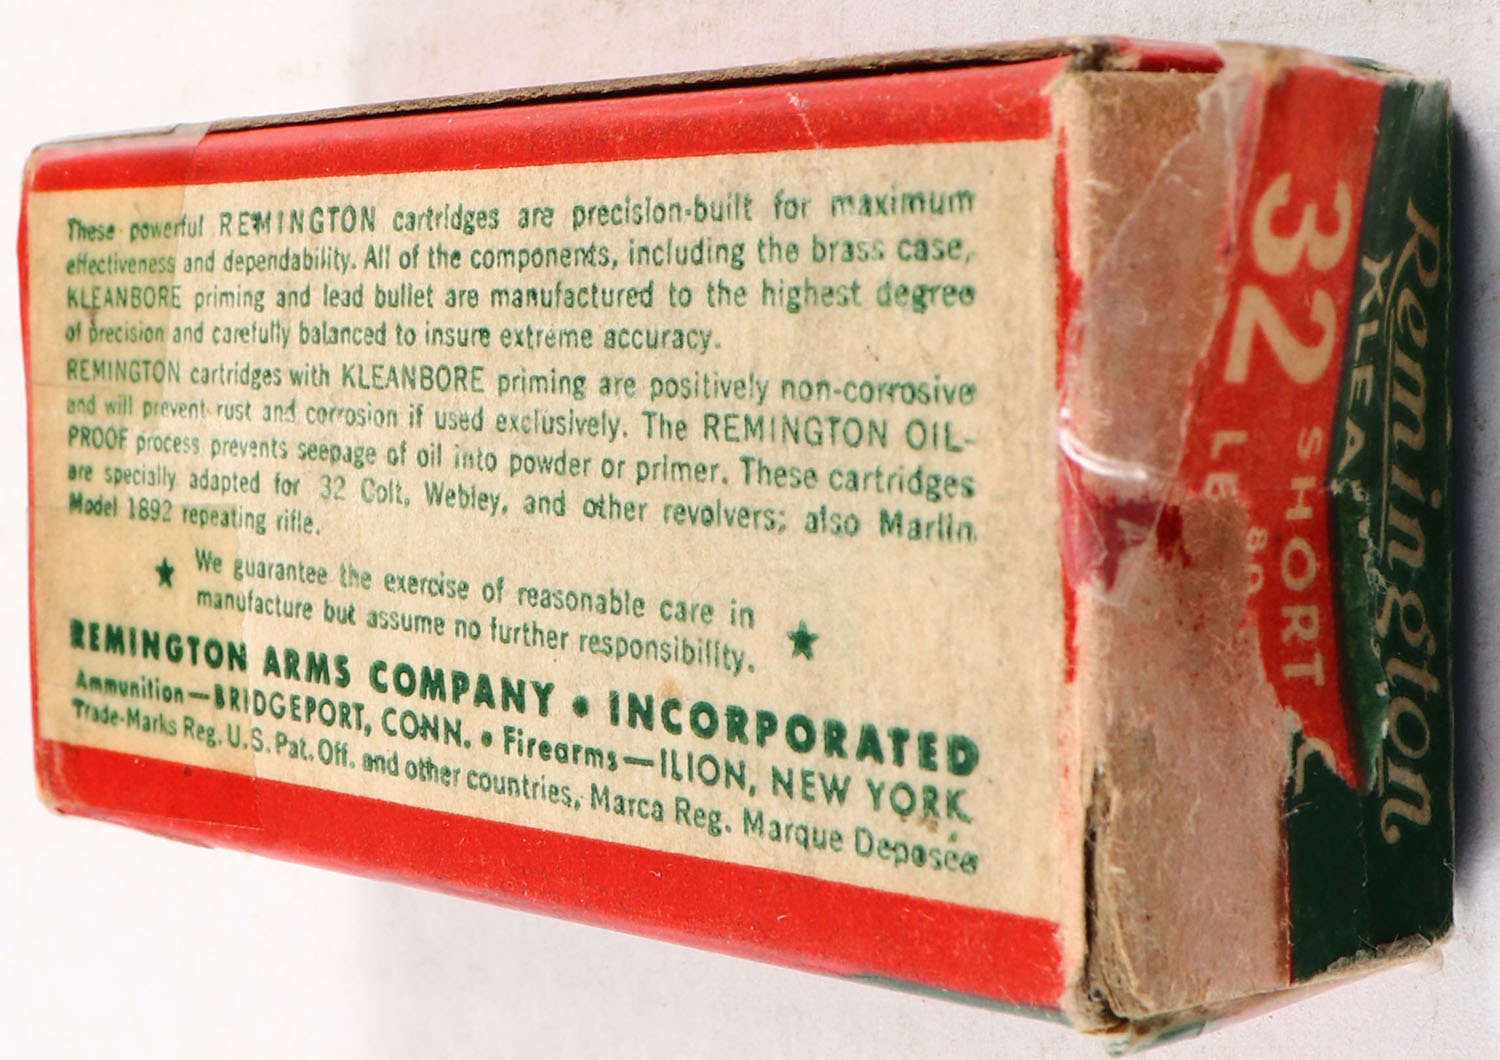 These powerful REMINGTON cartridges are precision-built for maximum
effectiveness and dependability. All of the components, including the brass case,
KLEANBORE priming and lead bullet are manufactured to the highest degree
of precision and carefully balanced to insure extreme accuracy.
REMINGTON cartridges with KLEANBORE priming are positively non-corrosive
and will prevent rust and corrosion if used exclusively. The REMINGTON OIL-
PROOF process prevents seepage of oil into powder or primer. These cartridges
are specially adapted for 32 Colt, Webley, and other revolvers; also Marlin
Model 1892 repeating rifle.
★ We guarantee the exercise of reasonable care in
manufacture but assume no further responsibility. ★
REMINGTON ARMS COMPANY • INCORPORATED
Ammunition—BRIDGEPORT, CONN. • Firearms—ILION, NEW YORK.
Trade-Marks Reg. U.S. Pat. Off. and other countries, Marca Reg. Marque Deposée
Remington
KLEA
32 SHORT
LE
80